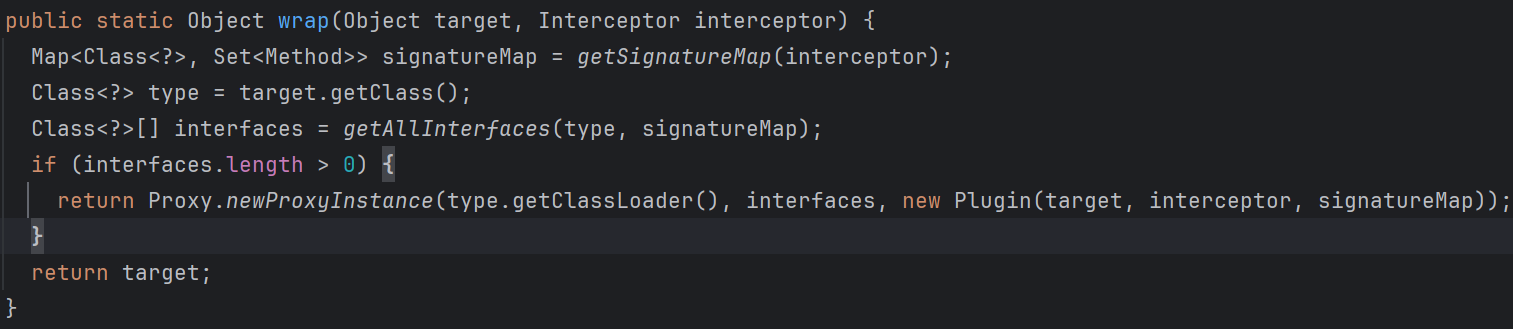 public static Object wrap(Object target, Interceptor interceptor) {
  Map<Class<?>, Set<Method>> signatureMap = getSignatureMap(interceptor);
  Class<?> type = target.getClass();
  Class<?>[] interfaces = getAllInterfaces(type, signatureMap);
  if (interfaces.length > 0) {
    return Proxy.newProxyInstance(type.getClassLoader(), interfaces, new Plugin(target, interceptor, signatureMap));
  }
  return target;
}